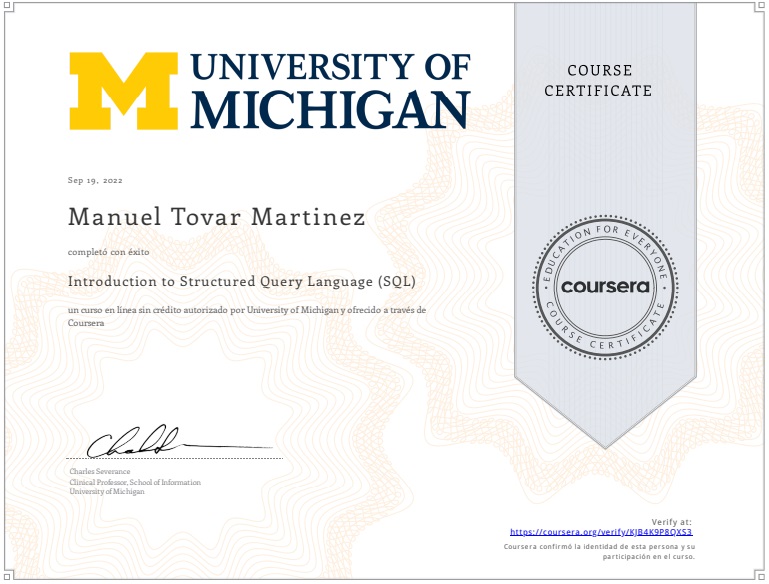 UNIVERSITY OF
MICHIGAN
COURSE
CERTIFICATE
Sep 19, 2022
Manuel Tovar Martinez
completó con éxito
Introduction to Structured Query Language (SQL)
un curso en línea sin crédito autorizado por University of Michigan y ofrecido a través de
Coursera
EDUCATION FOR EVERYONE
coursera
COURSE CERTIFICATE
Charles Severance
Clinical Professor, School of Information
University of Michigan
Verify at:
https://coursera.org/verify/KJB4K9P8QXS3
Coursera confirmó la identidad de esta persona y su
participación en el curso.